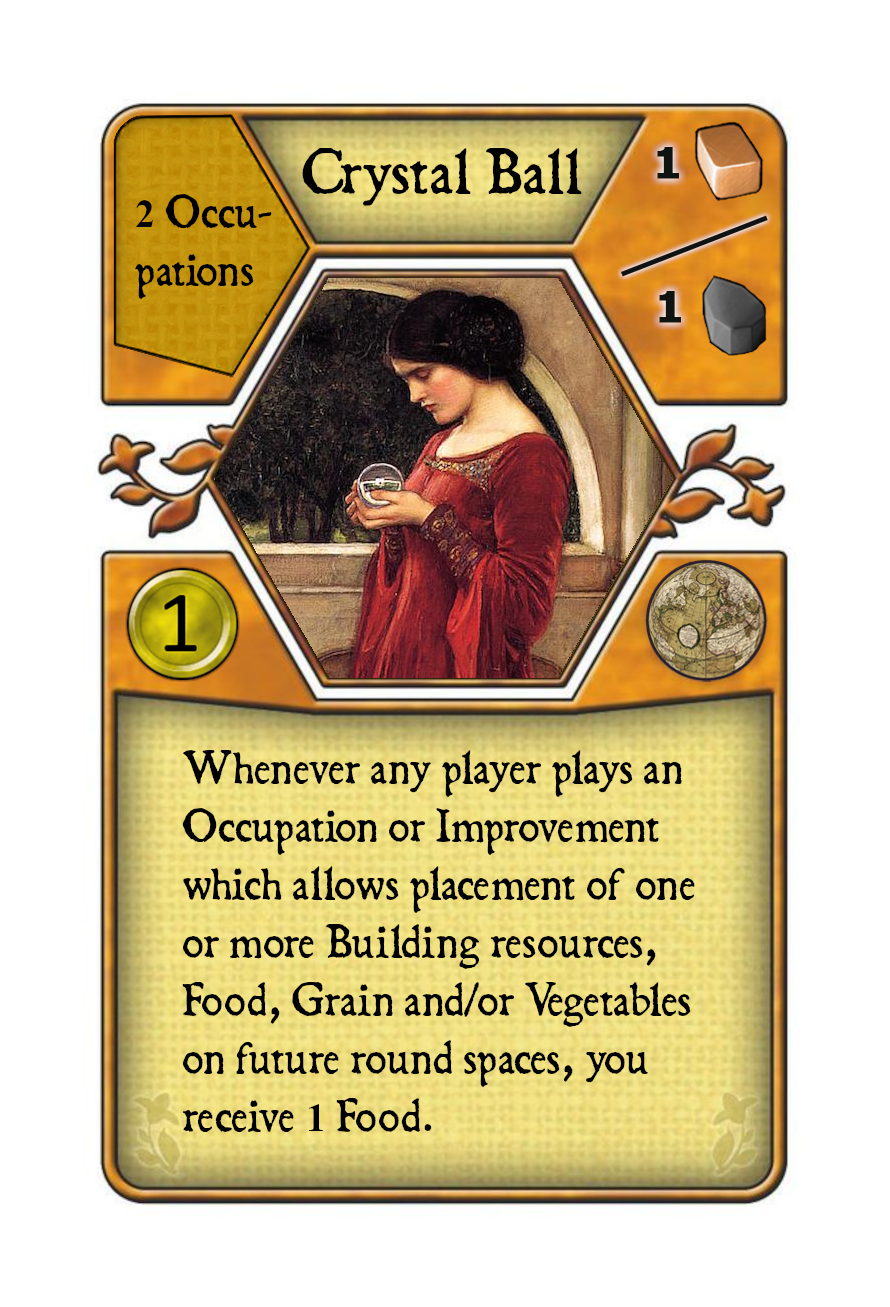 Crystal Ball
2 Occu-
pations
1
1
1
Whenever any player plays an
Occupation or Improvement
which allows placement of one
or more Building resources,
Food, Grain and/or Vegetables
on future round spaces, you
receive 1 Food.